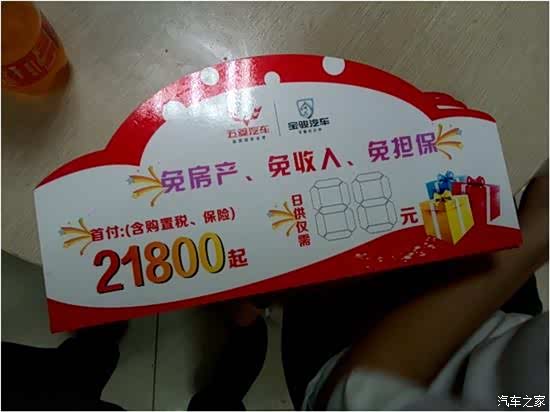 五菱汽车 宝骏汽车
免房产、免收入、免担保
首付:(含购置税、保险)
21800起
日供仅需 88 元
汽车之家